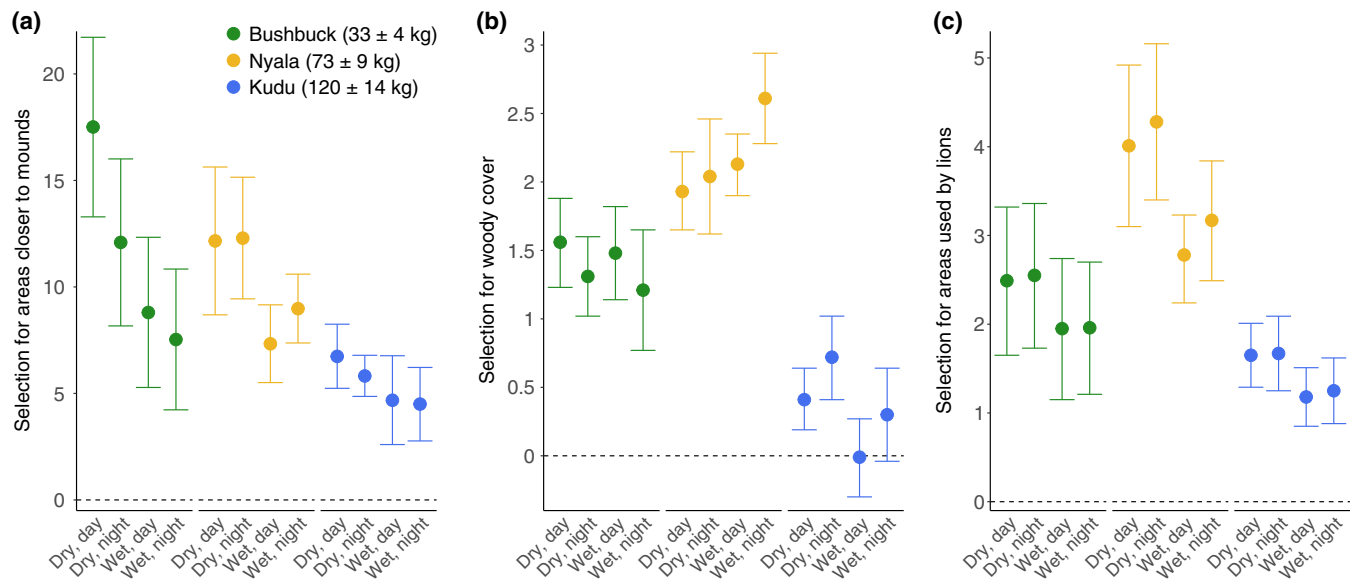 (a)
Selection for areas closer to mounds
20
15
10
5
0
Bushbuck (33 ± 4 kg)
Nyala (73 ± 9 kg)
Kudu (120 ± 14 kg)
Dry, day
Dry, night
Wet, day
Wet, night
Dry, day
Dry, night
Wet, day
Wet, night
Dry, day
Dry, night
Wet, day
Wet, night
(b)
Selection for woody cover
3
2.5
2
1.5
1
0.5
0
Dry, day
Dry, night
Wet, day
Wet, night
Dry, day
Dry, night
Wet, day
Wet, night
Dry, day
Dry, night
Wet, day
Wet, night
(c)
Selection for areas used by lions
5
4
3
2
1
0
Dry, day
Dry, night
Wet, day
Wet, night
Dry, day
Dry, night
Wet, day
Wet, night
Dry, day
Dry, night
Wet, day
Wet, night